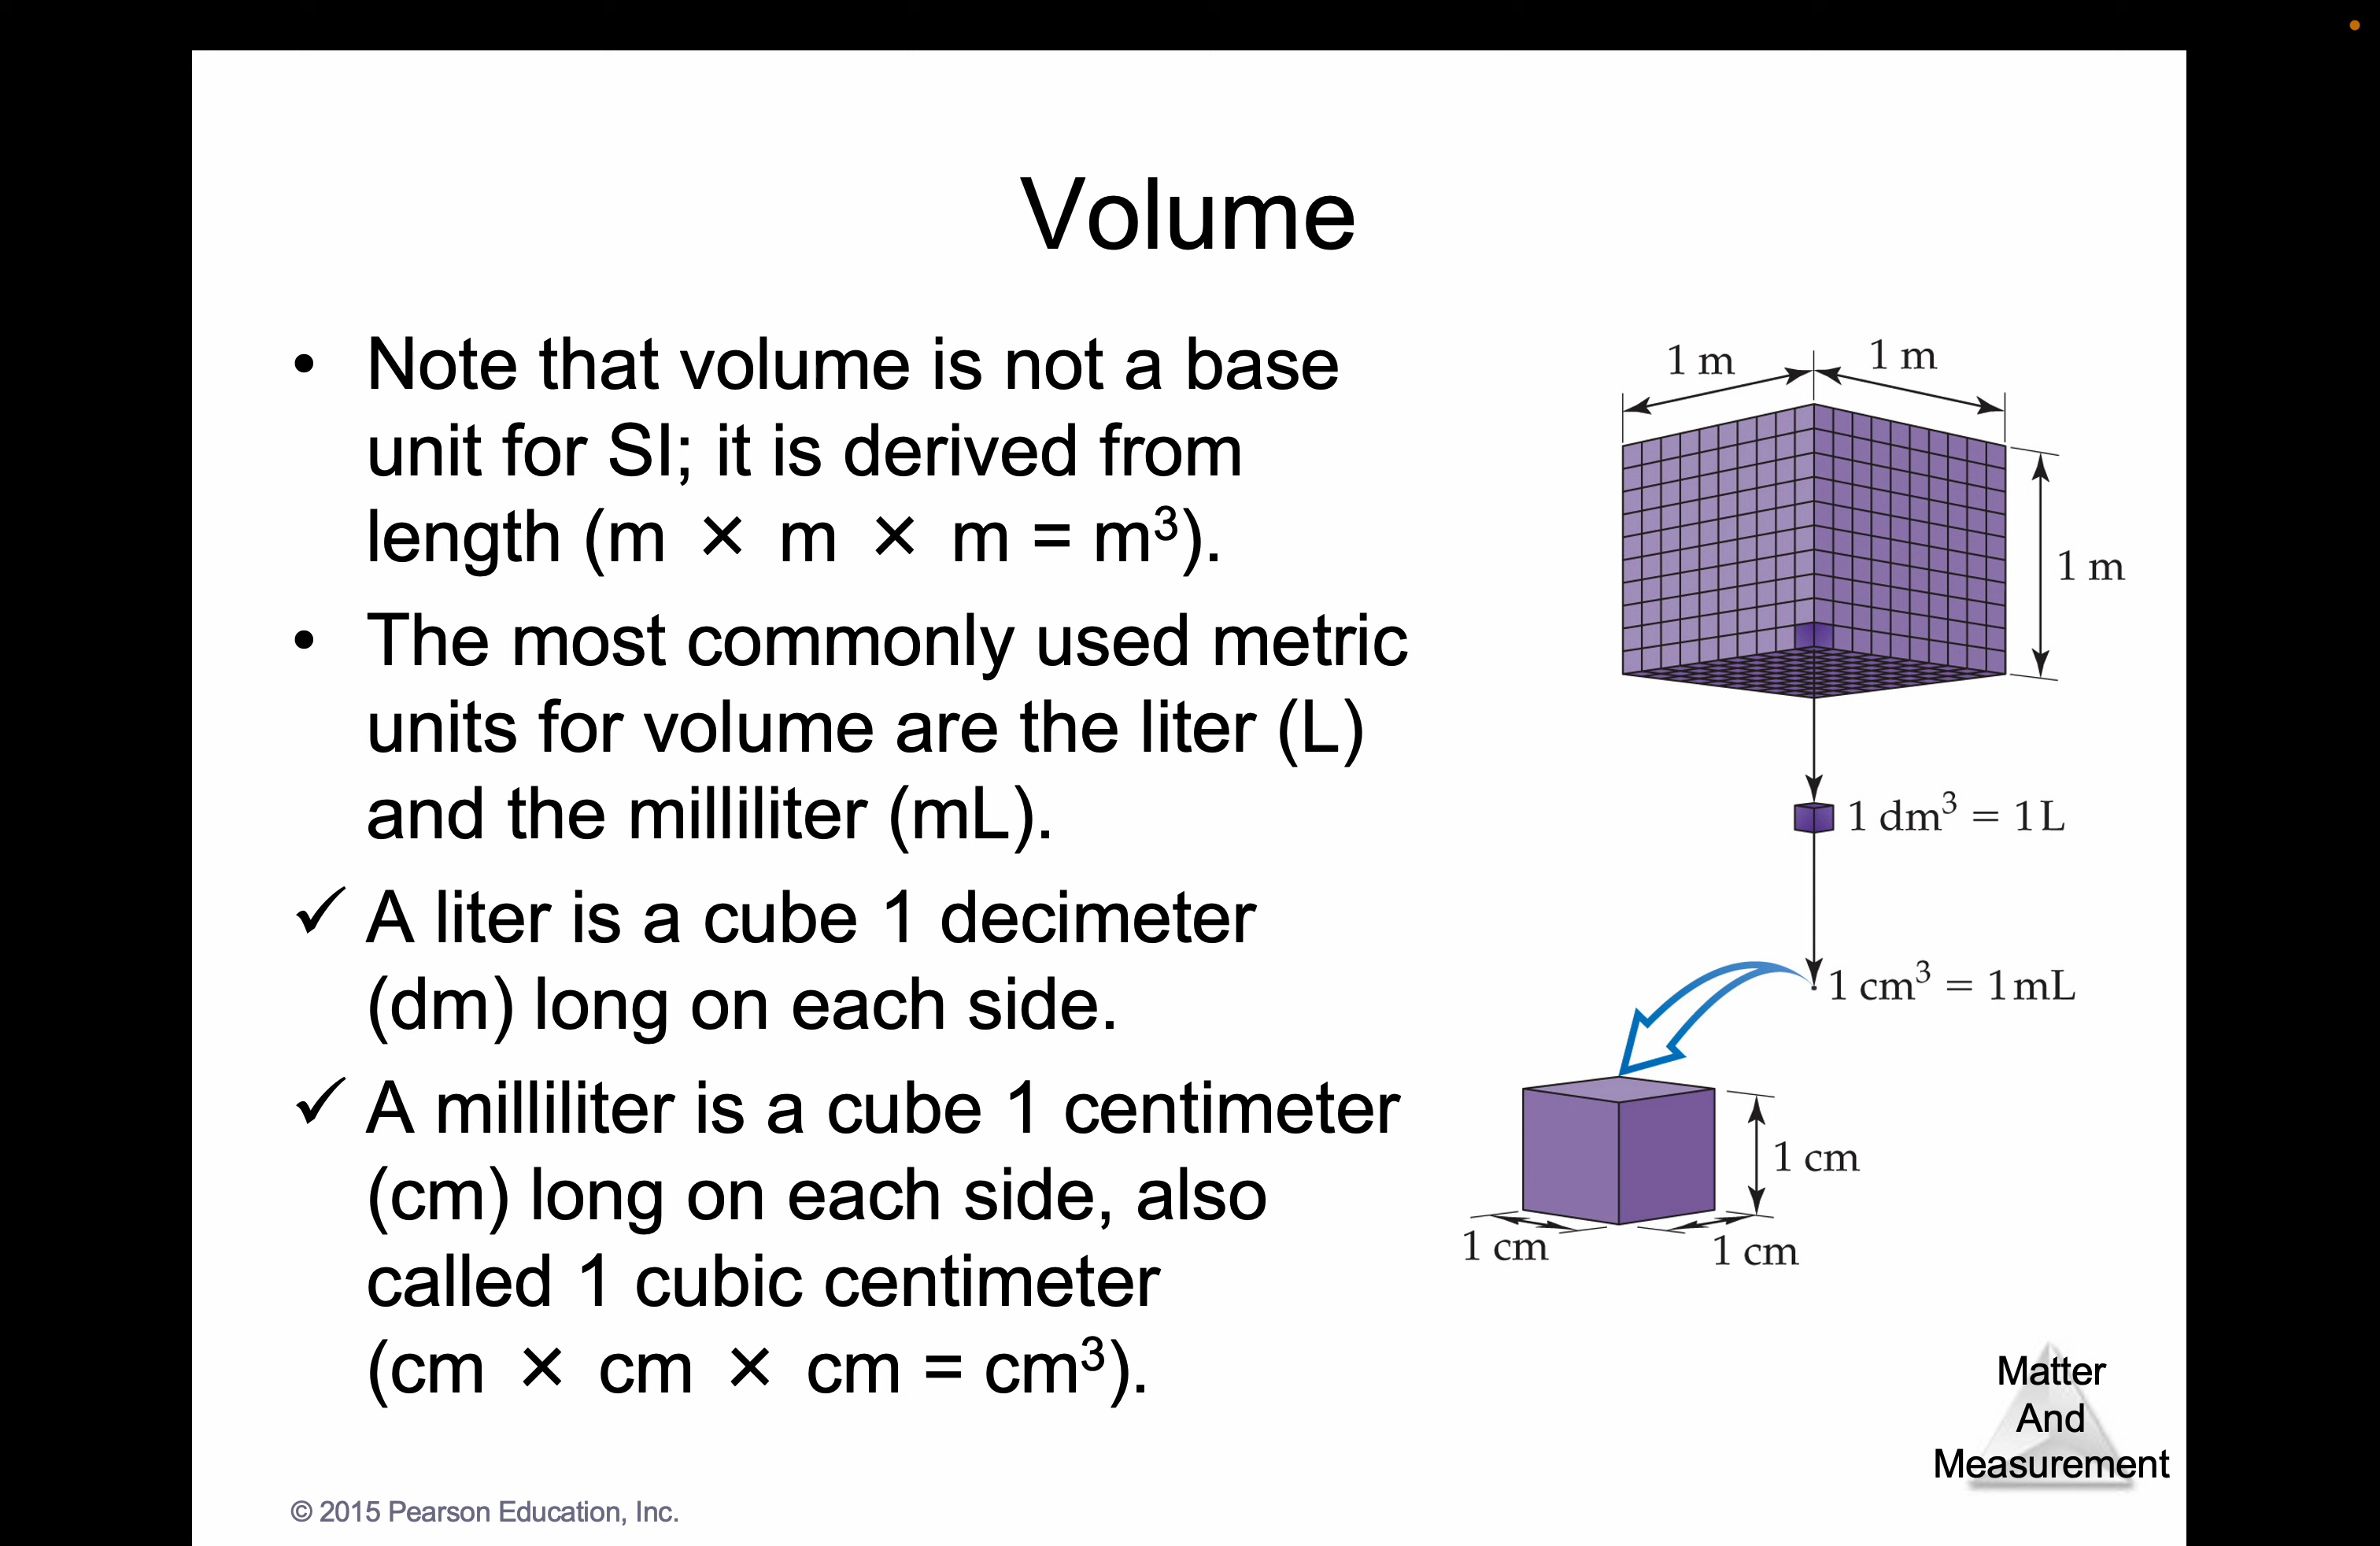 Volume
• Note that volume is not a base
unit for SI; it is derived from
length (m × m × m = m³).
• The most commonly used metric
units for volume are the liter (L)
and the milliliter (mL).
✓ A liter is a cube 1 decimeter
(dm) long on each side.
✓ A milliliter is a cube 1 centimeter
(cm) long on each side, also
called 1 cubic centimeter
(cm × cm × cm = cm³).
1 m
1 m
1 m
1 dm³ = 1 L
1 cm³ = 1 mL
1 cm
1 cm
1 cm
Matter
And
Measurement
© 2015 Pearson Education, Inc.